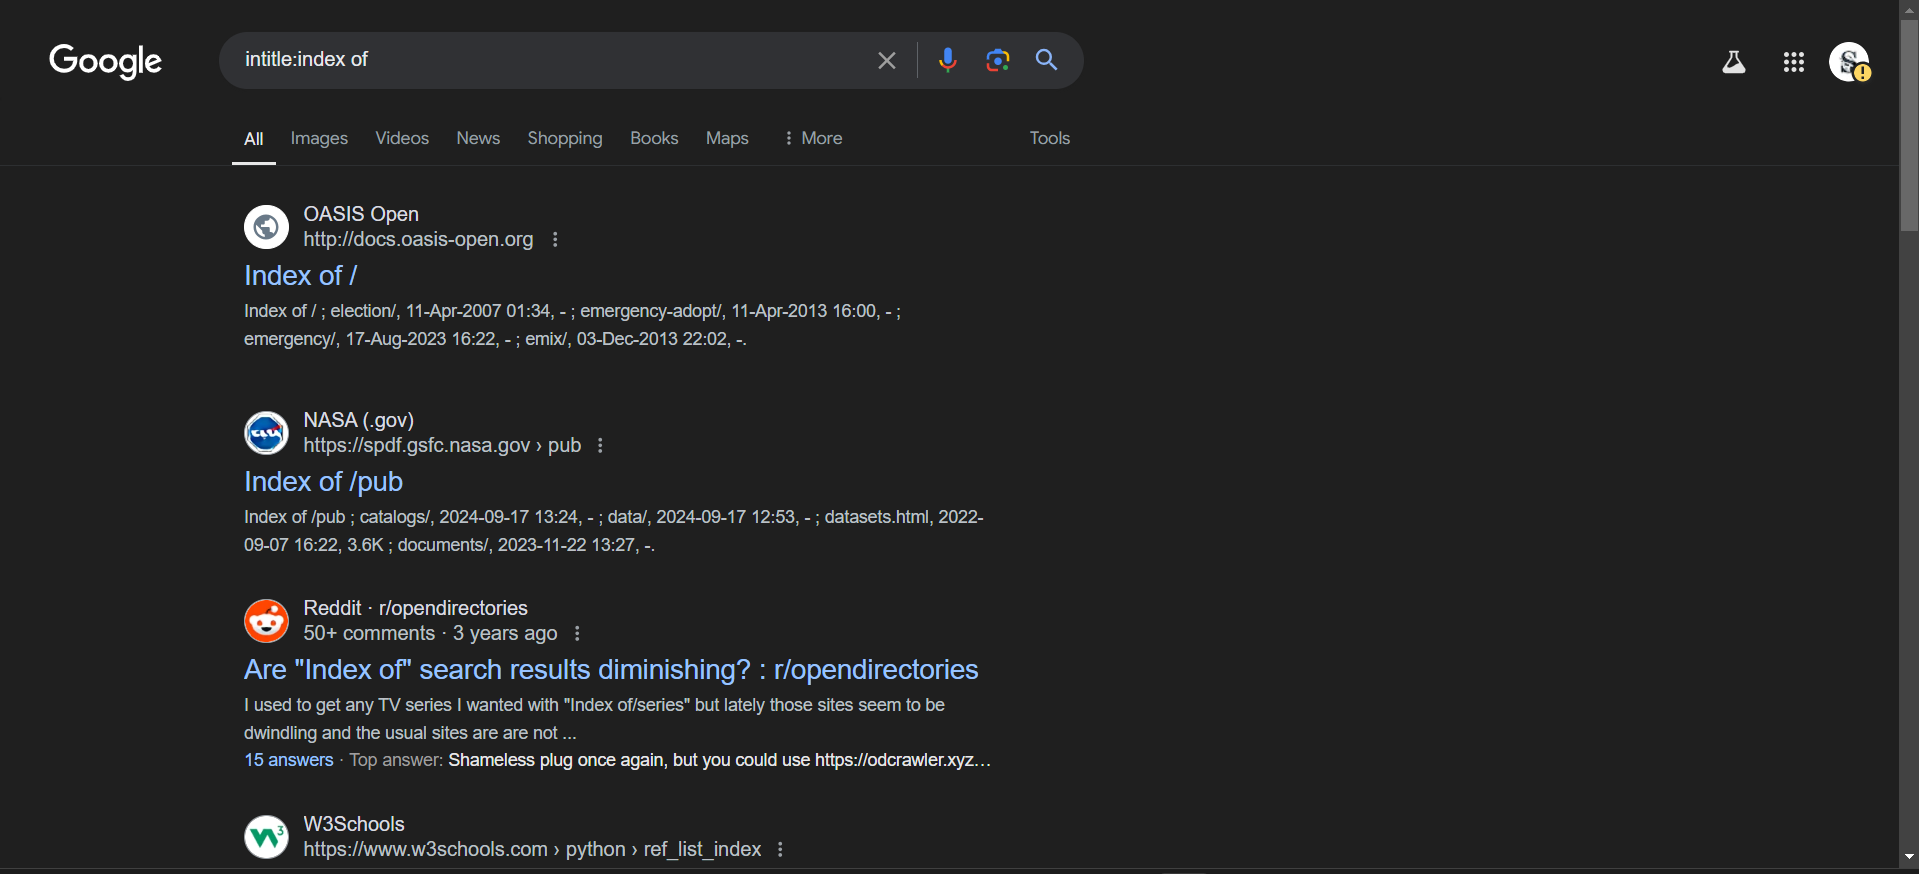 Google
intitle:index of
All Images Videos News Shopping Books Maps More Tools
OASIS Open
http://docs.oasis-open.org
Index of /
Index of / ; election/, 11-Apr-2007 01:34, - ; emergency-adopt/, 11-Apr-2013 16:00, - ;
emergency/, 17-Aug-2023 16:22, - ; emix/, 03-Dec-2013 22:02, -.
NASA (.gov)
https://spdf.gsfc.nasa.gov › pub
Index of /pub
Index of /pub ; catalogs/, 2024-09-17 13:24, - ; data/, 2024-09-17 12:53, - ; datasets.html, 2022-
09-07 16:22, 3.6K ; documents/, 2023-11-22 13:27, -.
Reddit · r/opendirectories
50+ comments · 3 years ago
Are "Index of" search results diminishing? : r/opendirectories
I used to get any TV series I wanted with "Index of/series" but lately those sites seem to be
dwindling and the usual sites are are not ...
15 answers · Top answer: Shameless plug once again, but you could use https://odcrawler.xyz...
W3Schools
https://www.w3schools.com › python › ref_list_index